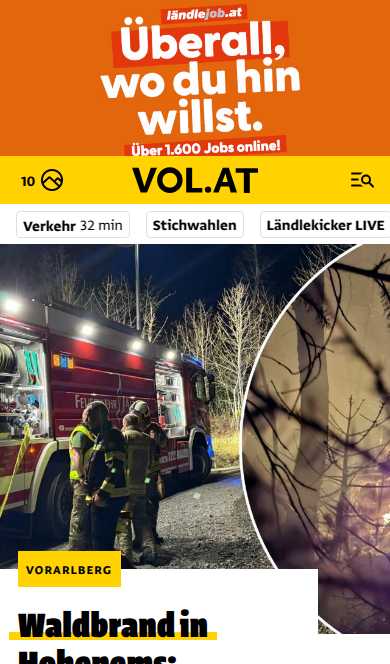 ländlejob.at
Überall,
wo du hin
willst.
Über 1.600 Jobs online!
10
VOL.AT
Verkehr 32 min
Stichwahlen
Ländlekicker LIVE
VORARLBERG
Waldbrand in
Hohenems: